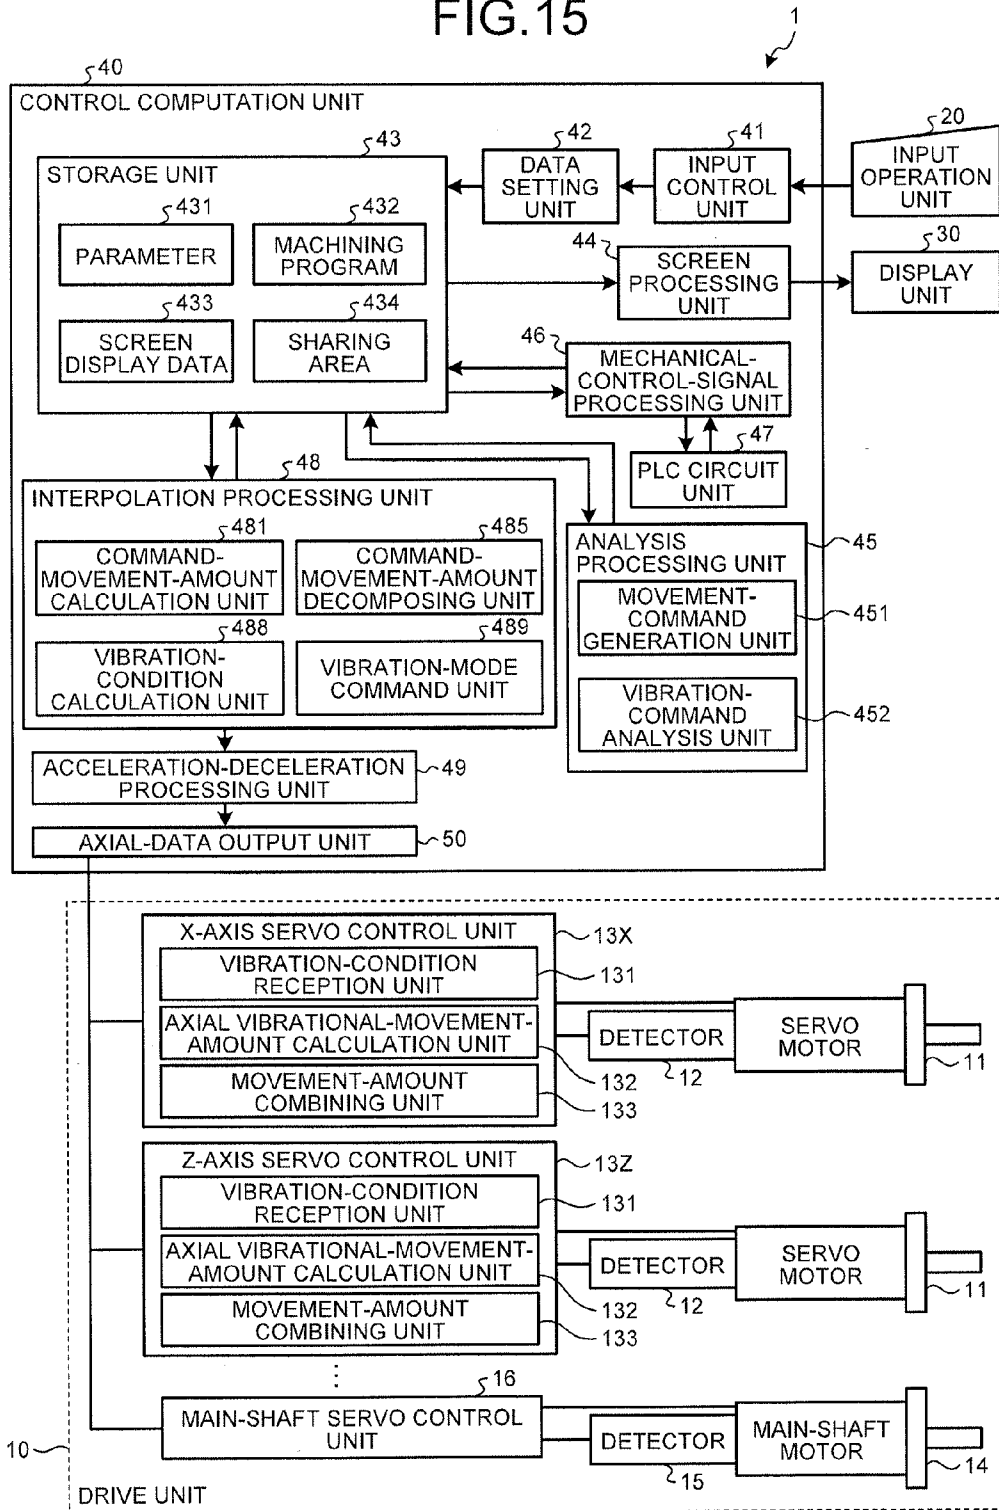 FIG.15
1
40
CONTROL COMPUTATION UNIT
43
STORAGE UNIT
431
PARAMETER
432
MACHINING
PROGRAM
433
SCREEN
DISPLAY DATA
434
SHARING
AREA
42
DATA
SETTING
UNIT
41
INPUT
CONTROL
UNIT
20
INPUT
OPERATION
UNIT
44
SCREEN
PROCESSING
UNIT
30
DISPLAY
UNIT
46
MECHANICAL-
CONTROL-SIGNAL
PROCESSING UNIT
47
PLC CIRCUIT
UNIT
48
INTERPOLATION PROCESSING UNIT
481
COMMAND-
MOVEMENT-AMOUNT
CALCULATION UNIT
485
COMMAND-
MOVEMENT-AMOUNT
DECOMPOSING UNIT
488
VIBRATION-
CONDITION
CALCULATION UNIT
489
VIBRATION-MODE
COMMAND UNIT
ANALYSIS
PROCESSING UNIT
45
MOVEMENT-
COMMAND
GENERATION UNIT
451
VIBRATION-
COMMAND
ANALYSIS UNIT
452
ACCELERATION-DECELERATION
PROCESSING UNIT
49
AXIAL-DATA OUTPUT UNIT
50
X-AXIS SERVO CONTROL UNIT
13X
VIBRATION-CONDITION
RECEPTION UNIT
131
AXIAL VIBRATIONAL-MOVEMENT-
AMOUNT CALCULATION UNIT
132
MOVEMENT-AMOUNT
COMBINING UNIT
133
DETECTOR
12
SERVO
MOTOR
11
Z-AXIS SERVO CONTROL UNIT
13Z
VIBRATION-CONDITION
RECEPTION UNIT
131
AXIAL VIBRATIONAL-MOVEMENT-
AMOUNT CALCULATION UNIT
132
MOVEMENT-AMOUNT
COMBINING UNIT
133
DETECTOR
12
SERVO
MOTOR
11
16
MAIN-SHAFT SERVO CONTROL
UNIT
DETECTOR
15
MAIN-SHAFT
MOTOR
14
10
DRIVE UNIT